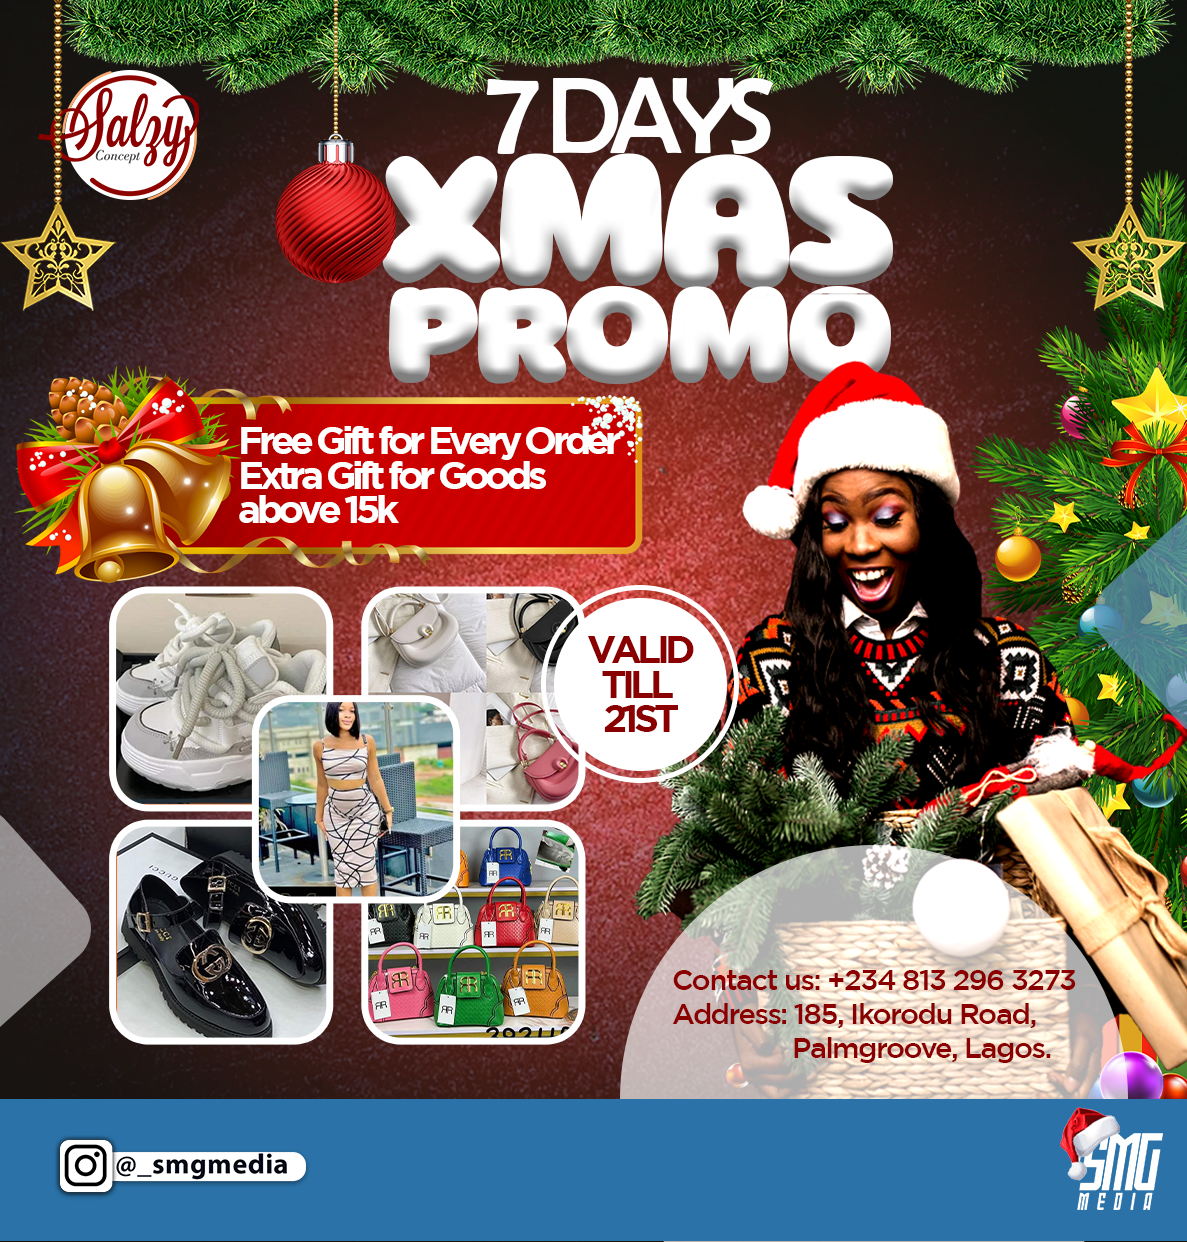 Salzy
Concept
7 DAYS
XMAS
PROMO
Free Gift for Every Order
Extra Gift for Goods
above 15k
VALID
TILL
21ST
GUCCI
Contact us: +234 813 296 3273
Address: 185, Ikorodu Road,
Palmgroove, Lagos.
@_smgmedia
SMG
MEDIA